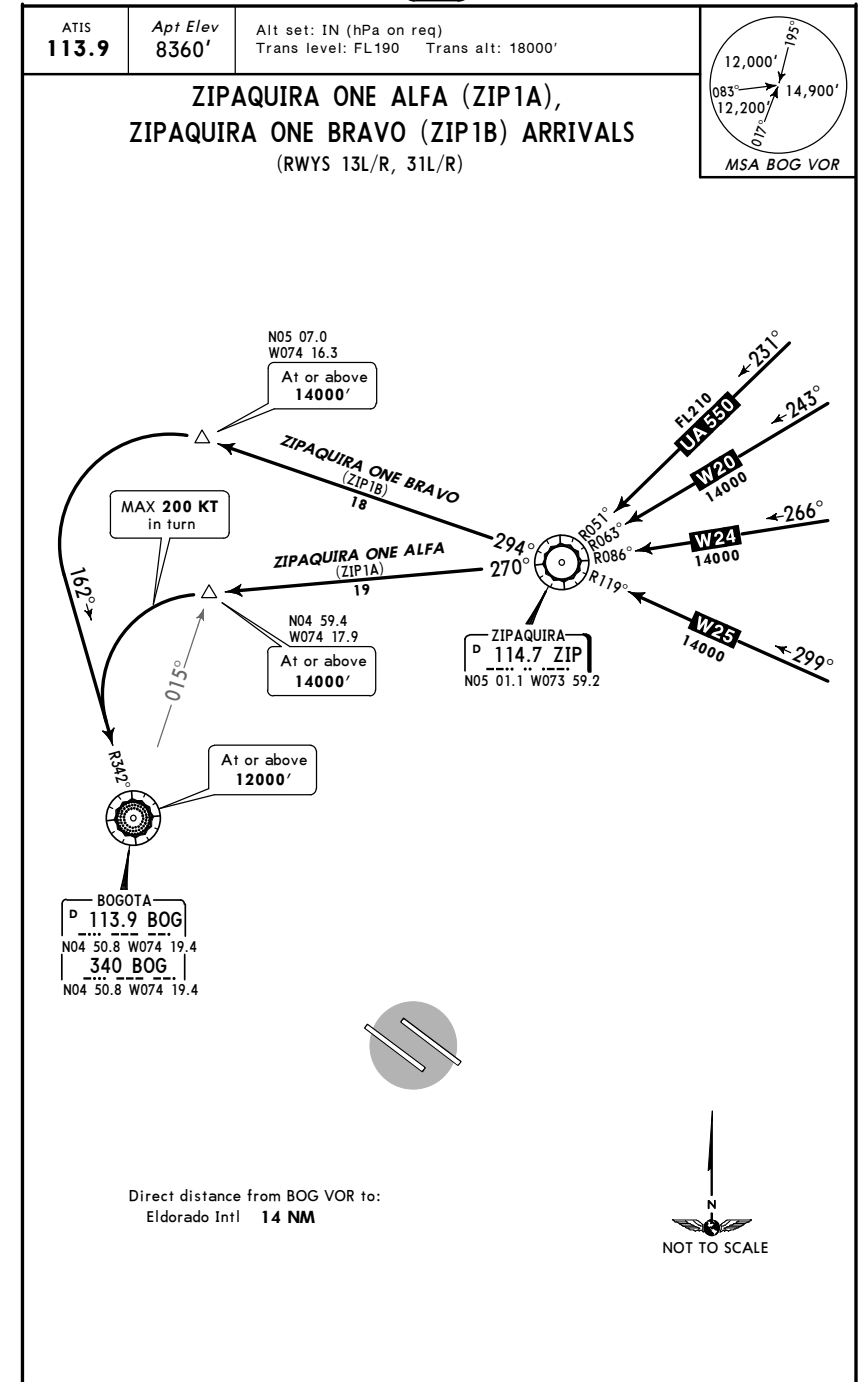 ATIS
113.9
Apt Elev
8360'
Alt set: IN (hPa on req)
Trans level: FL190 Trans alt: 18000'
ZIPAQUIRA ONE ALFA (ZIP1A),
ZIPAQUIRA ONE BRAVO (ZIP1B) ARRIVALS
(RWYS 13L/R, 31L/R)
195°
12,000'
083°
14,900'
12,200'
017°
MSA BOG VOR
N05 07.0
W074 16.3
At or above
14000'
231°
FL210
UA 550
243°
W20
14000
266°
W24
14000
299°
W25
14000
R051°
R063°
R086°
R119°
ZIPAQUIRA ONE BRAVO
(ZIP1B)
18
294°
MAX 200 KT
in turn
ZIPAQUIRA ONE ALFA
(ZIP1A)
19
270°
162°
N04 59.4
W074 17.9
At or above
14000'
ZIPAQUIRA
D 114.7 ZIP
N05 01.1 W073 59.2
015°
R342°
At or above
12000'
BOGOTA
D 113.9 BOG
N04 50.8 W074 19.4
340 BOG
N04 50.8 W074 19.4
Direct distance from BOG VOR to:
Eldorado Intl 14 NM
N
NOT TO SCALE